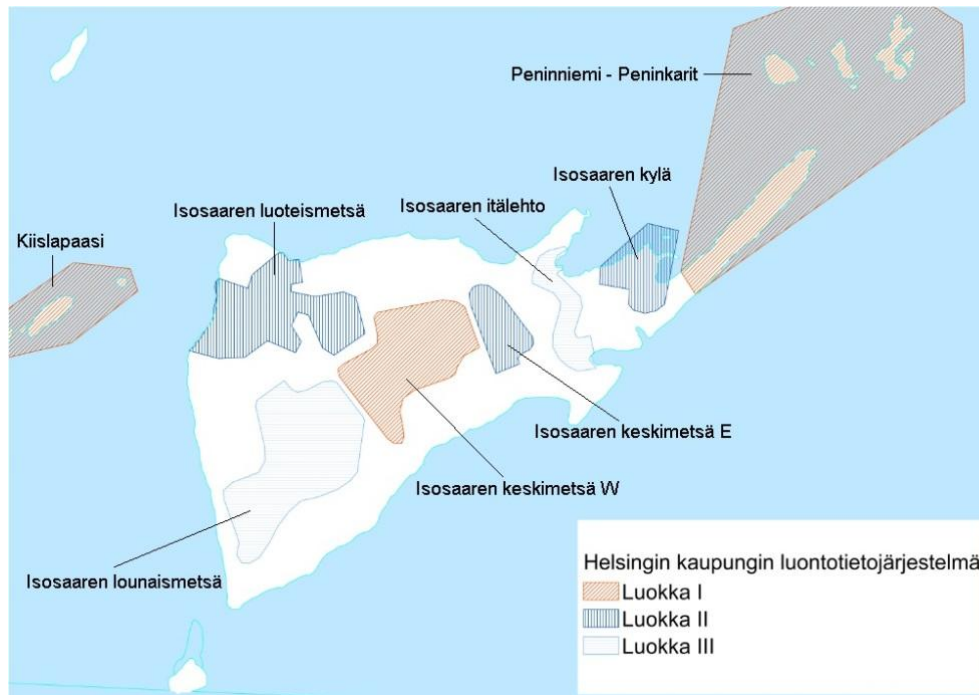 Peninniemi - Peninkarit
Isosaaren kylä
Isosaaren itälehto
Isosaaren luoteismetsä
Kiislapaasi
Isosaaren keskimetsä E
Isosaaren keskimetsä W
Isosaaren lounaismetsä
Helsingin kaupungin luontotietojärjestelmä
Luokka I
Luokka II
Luokka III